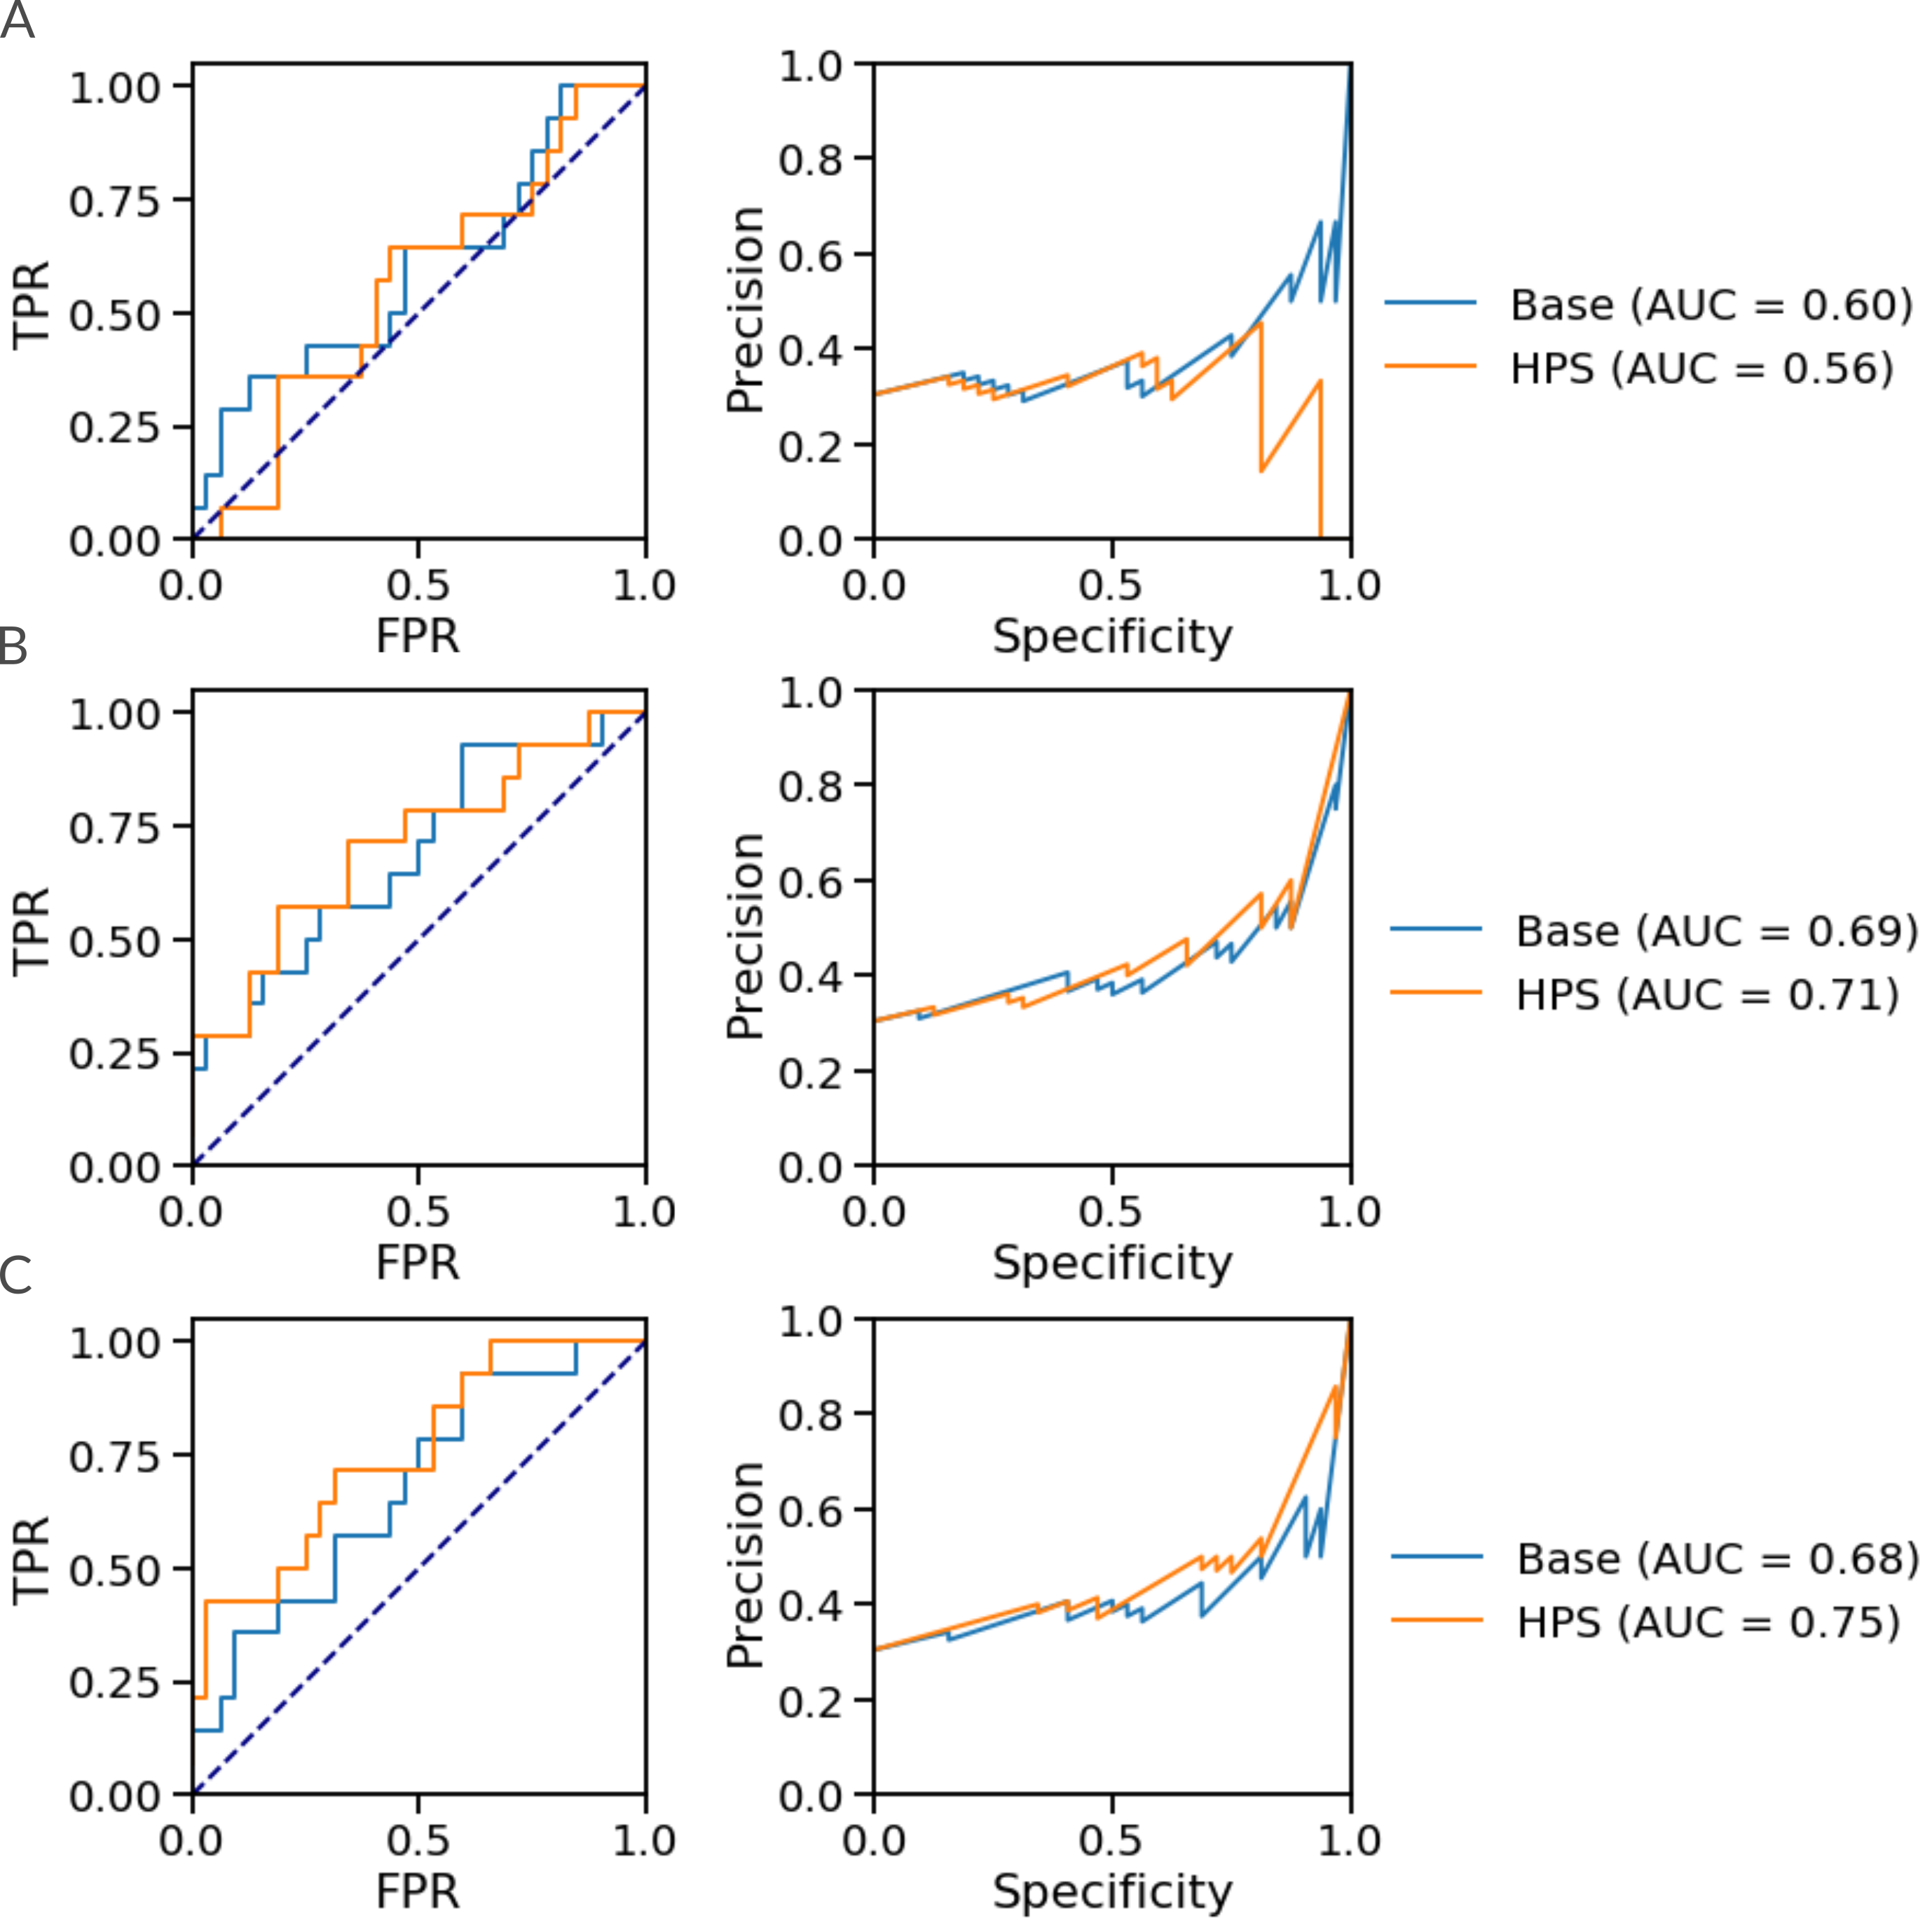 A
1.00
0.75
0.50
0.25
0.00
TPR
0.0 0.5 1.0
FPR
1.0
0.8
0.6
0.4
0.2
0.0
Precision
0.0 0.5 1.0
Specificity
Base (AUC = 0.60)
HPS (AUC = 0.56)
B
1.00
0.75
0.50
0.25
0.00
TPR
0.0 0.5 1.0
FPR
1.0
0.8
0.6
0.4
0.2
0.0
Precision
0.0 0.5 1.0
Specificity
Base (AUC = 0.69)
HPS (AUC = 0.71)
C
1.00
0.75
0.50
0.25
0.00
TPR
0.0 0.5 1.0
FPR
1.0
0.8
0.6
0.4
0.2
0.0
Precision
0.0 0.5 1.0
Specificity
Base (AUC = 0.68)
HPS (AUC = 0.75)